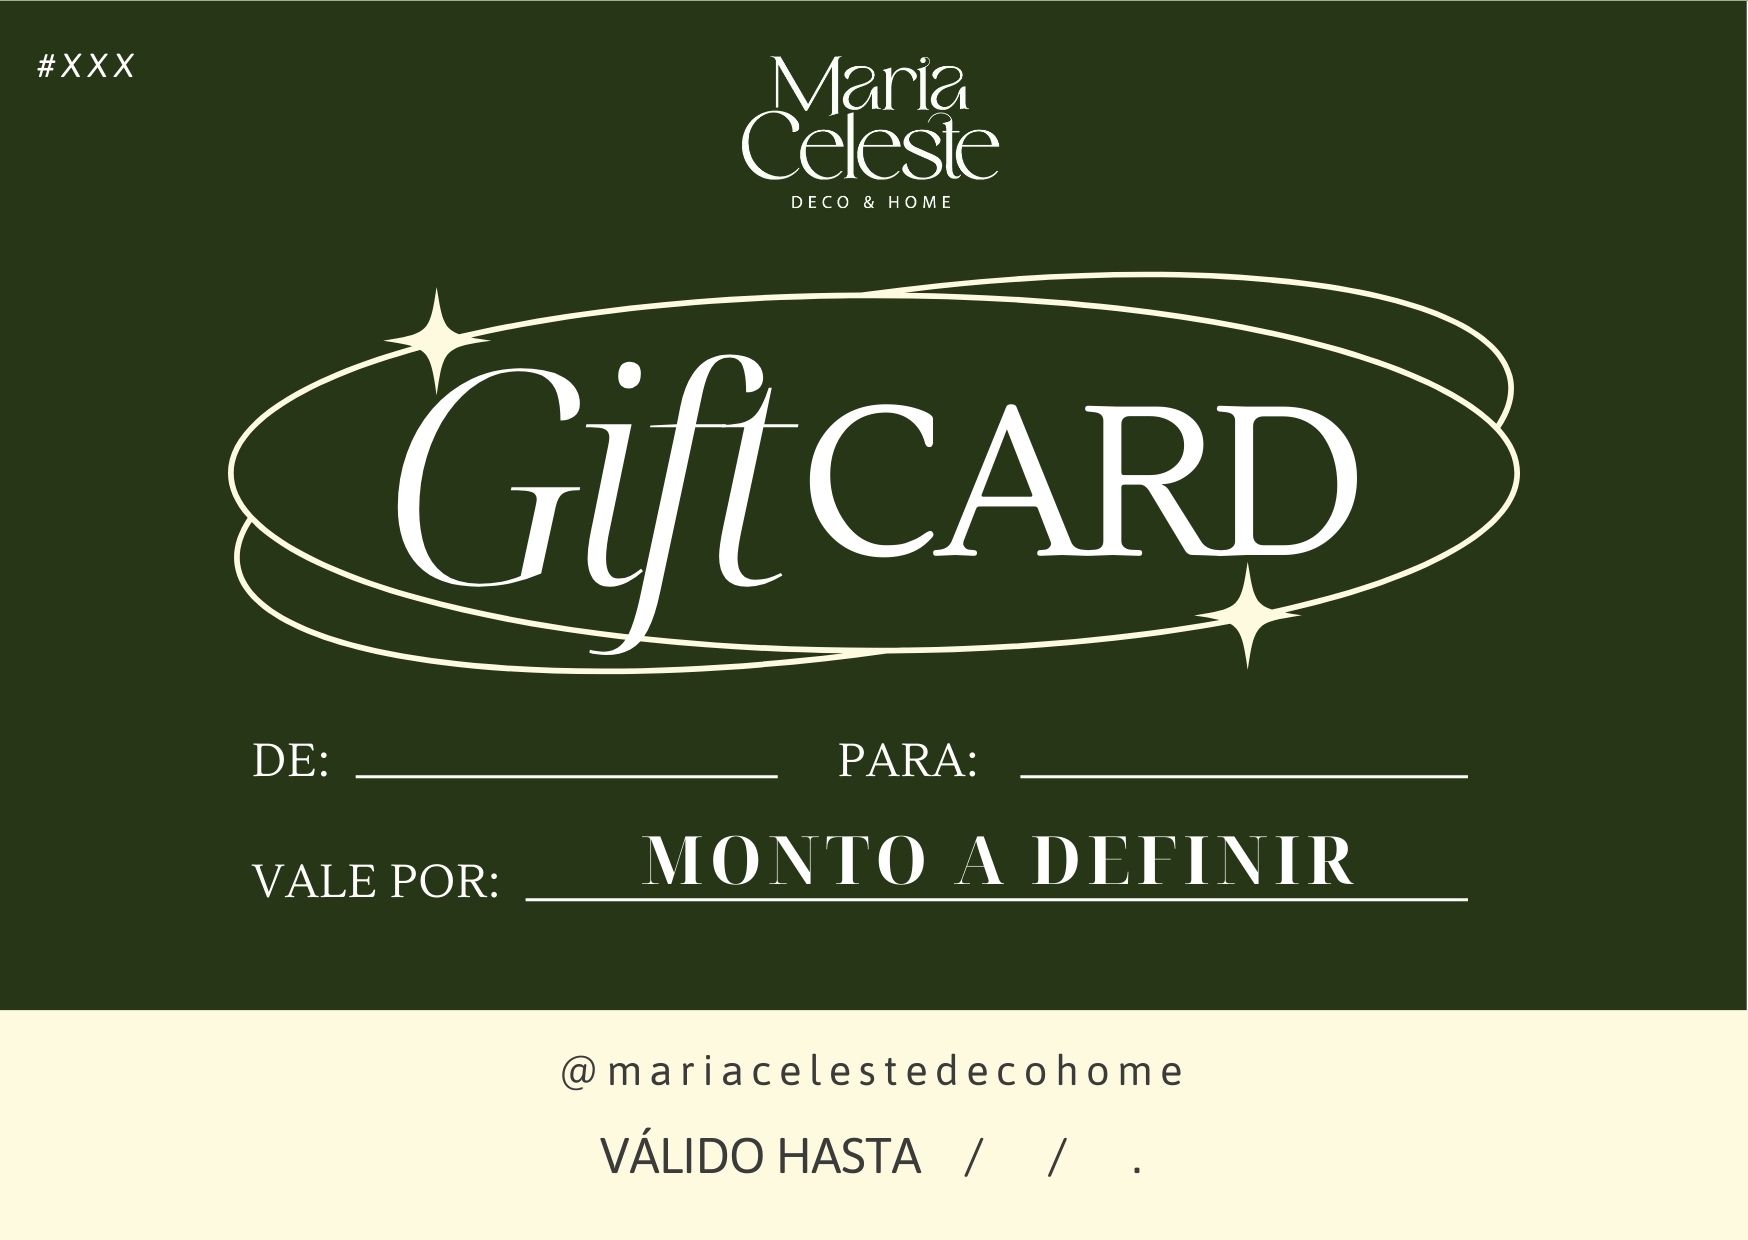 #XXX
Maria
Celeste
DECO & HOME
Gift CARD
DE: PARA:
VALE POR: MONTO A DEFINIR
@mariacelestedecohome
VÁLIDO HASTA / / .